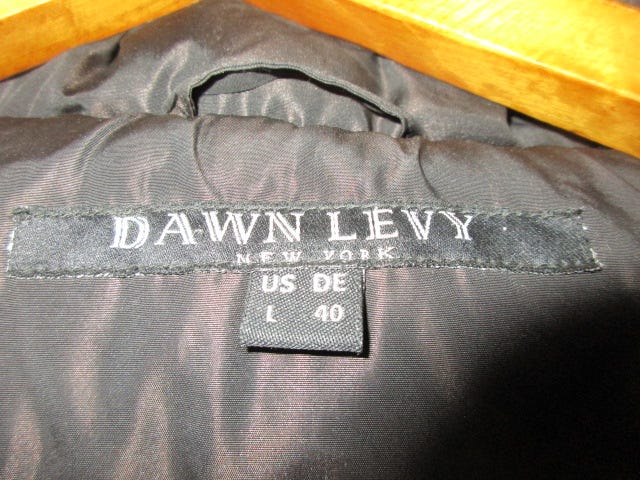 DAWN LEVY
NEW YORK
US DE
L 40